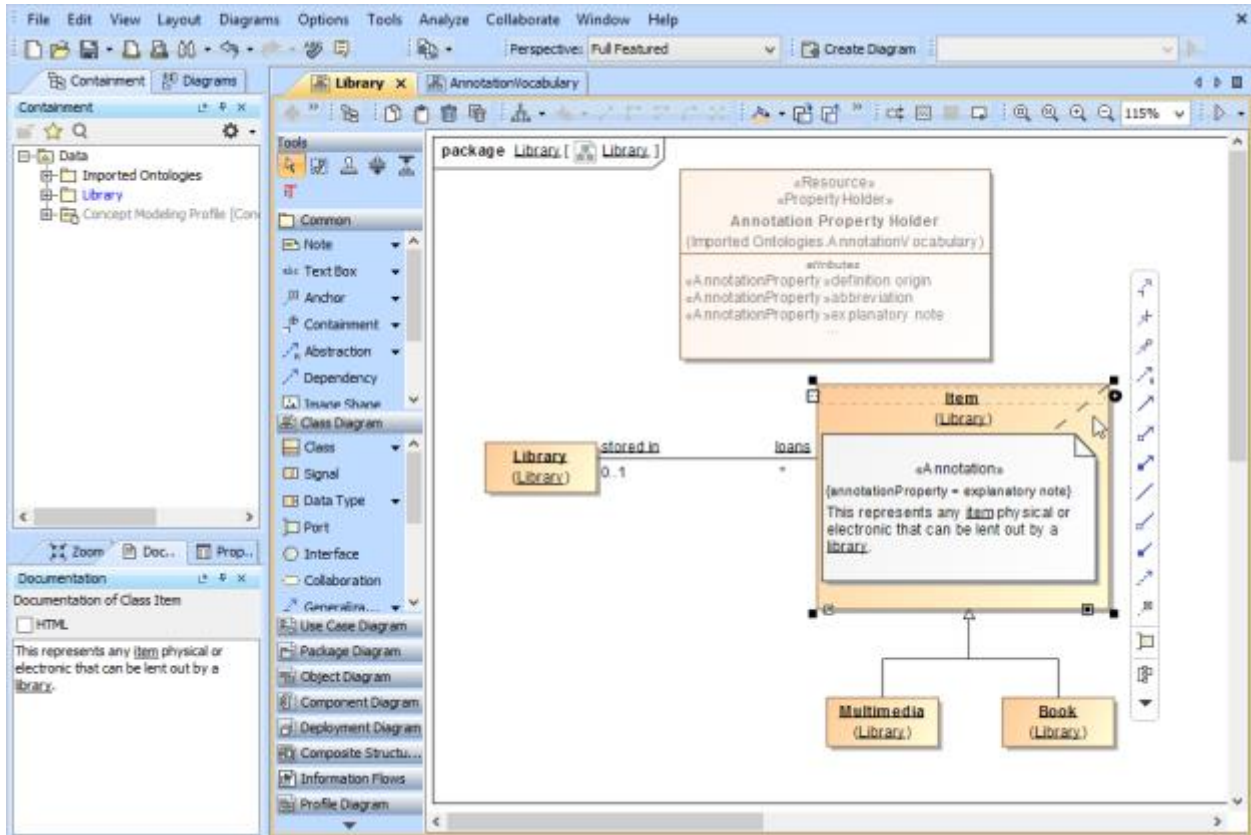 File Edit View Layout Diagrams Options Tools Analyze Collaborate Window Help
Perspective: Full Featured Create Diagram
Containment Diagrams
Library AnnotationVocabulary
Containment
115%
Data
Imported Ontologies
Library
Concept Modeling Profile [Con
Tools
Common
Note
abc Text Box
Anchor
Containment
Abstraction
Dependency
Image Shape
Class Diagram
Class
Signal
Data Type
Port
Interface
Collaboration
Generaliza...
Use Case Diagram
Package Diagram
Object Diagram
Component Diagram
Deployment Diagram
Composite Structu...
Information Flows
Profile Diagram
Zoom Doc... Prop...
Documentation
Documentation of Class Item
HTML
This represents any item physical or
electronic that can be lent out by a
library.
package Library [ Library ]
«Resource»
«PropertyHolder»
Annotation Property Holder
(Imported Ontologies.AnnotationVocabulary)
attributes
«AnnotationProperty»definition origin
«AnnotationProperty»abbreviation
«AnnotationProperty»explanatory note
...
Library
(Library)
stored in
0..1
loans
*
Item
(Library)
«Annotation»
{annotationProperty = explanatory note}
This represents any item physical or
electronic that can be lent out by a
library.
Multimedia
(Library)
Book
(Library)